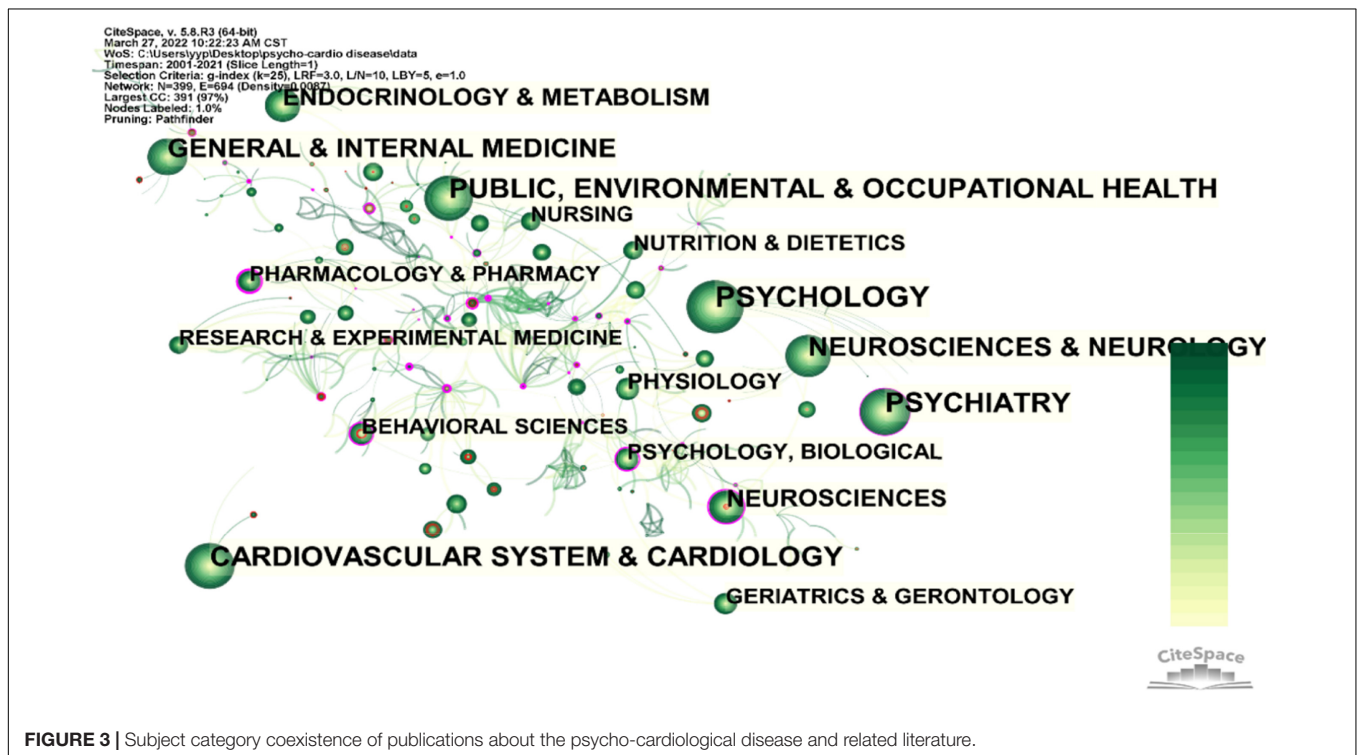 CiteSpace, v. 5.8.R3 (64-bit)
March 27, 2022 10:22:23 AM CST
WoS: C:\Users\yyp\Desktop\psycho-cardio disease\data
Timespan: 2001-2021 (Slice Length=1)
Selection Criteria: g-index (k=25), LRF=3.0, L/N=10, LBY=5, e=1.0
Network: N=399, E=694 (Density=0.0087)
Largest CC: 391 (97%)
Nodes Labeled: 1.0%
Pruning: Pathfinder
ENDOCRINOLOGY & METABOLISM
GENERAL & INTERNAL MEDICINE
PUBLIC, ENVIRONMENTAL & OCCUPATIONAL HEALTH
NURSING
NUTRITION & DIETETICS
PHARMACOLOGY & PHARMACY
PSYCHOLOGY
RESEARCH & EXPERIMENTAL MEDICINE
NEUROSCIENCES & NEUROLOGY
PHYSIOLOGY
PSYCHIATRY
BEHAVIORAL SCIENCES
PSYCHOLOGY, BIOLOGICAL
NEUROSCIENCES
CARDIOVASCULAR SYSTEM & CARDIOLOGY
GERIATRICS & GERONTOLOGY
CiteSpace
FIGURE 3 | Subject category coexistence of publications about the psycho-cardiological disease and related literature.